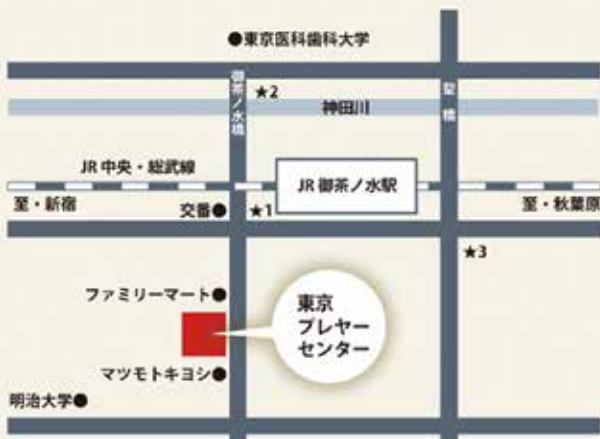 ●東京医科歯科大学
御茶ノ水橋
★2
神田川
聖橋
JR 中央・総武線
JR 御茶ノ水駅
至・新宿
交番●
★1
至・秋葉原
★3
ファミリーマート●
東京
プレヤー
センター
マツモトキヨシ●
明治大学●